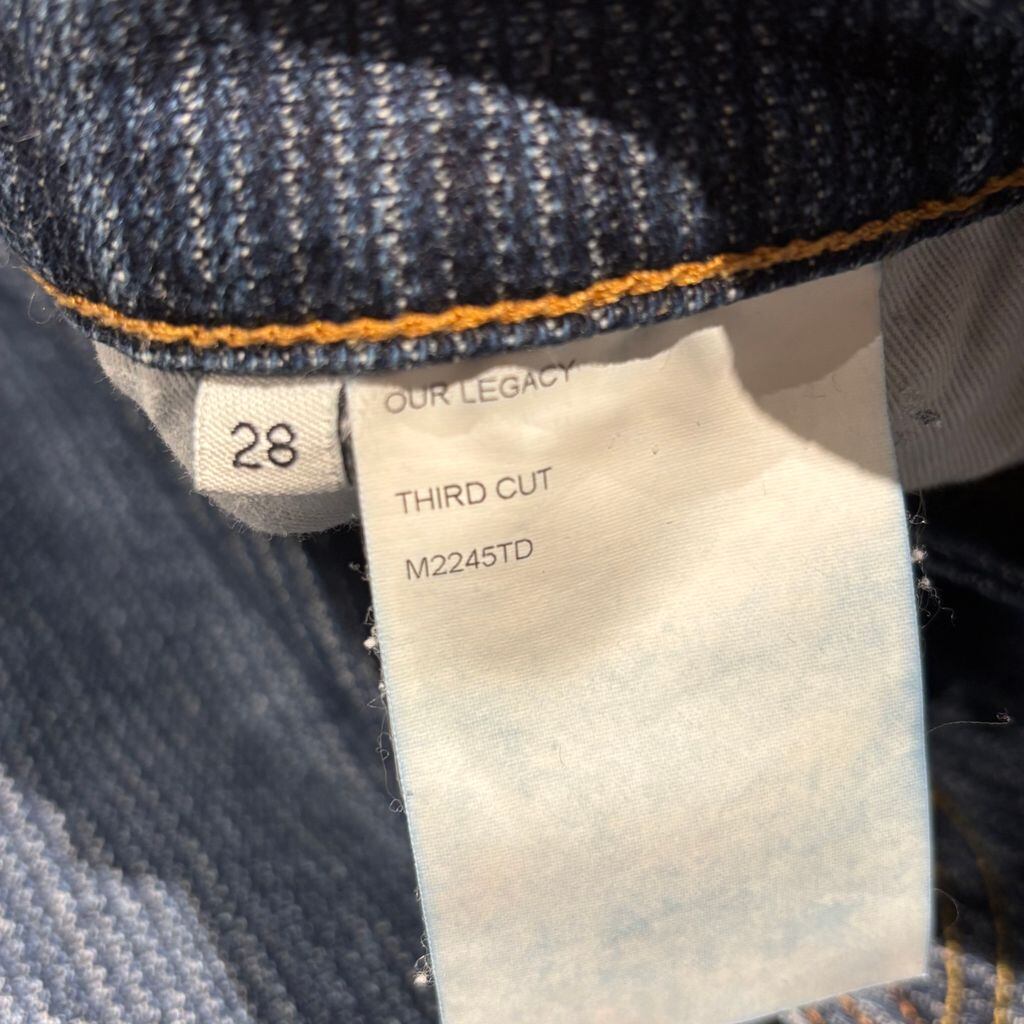 28
OUR LEGACY
THIRD CUT
M2245TD